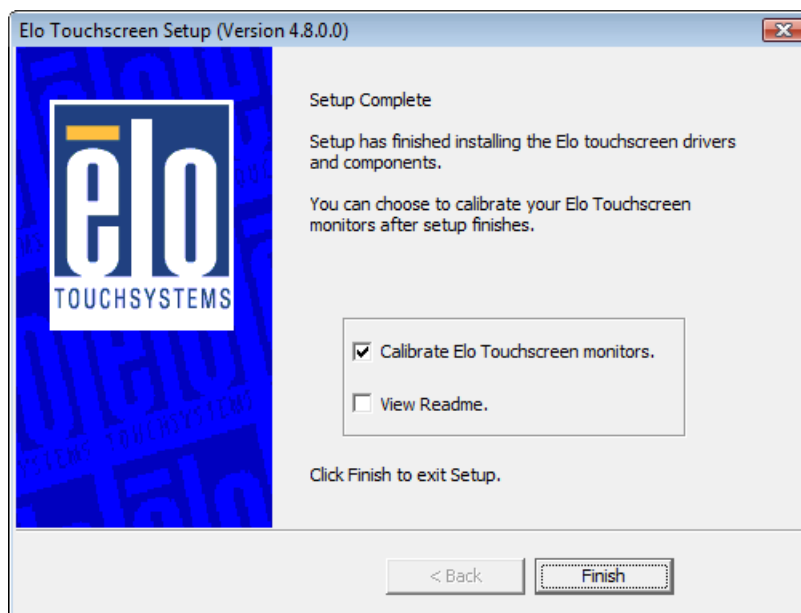 Elo Touchscreen Setup (Version 4.8.0.0)
elo
TOUCHSYSTEMS
Setup Complete
Setup has finished installing the Elo touchscreen drivers
and components.
You can choose to calibrate your Elo Touchscreen
monitors after setup finishes.
Calibrate Elo Touchscreen monitors.
View Readme.
Click Finish to exit Setup.
< Back
Finish